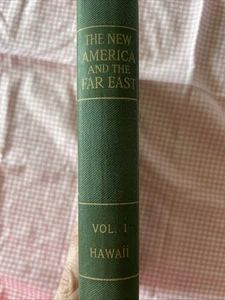 THE NEW
AMERICA
AND THE
FAR EAST
VOL. I
HAWAII